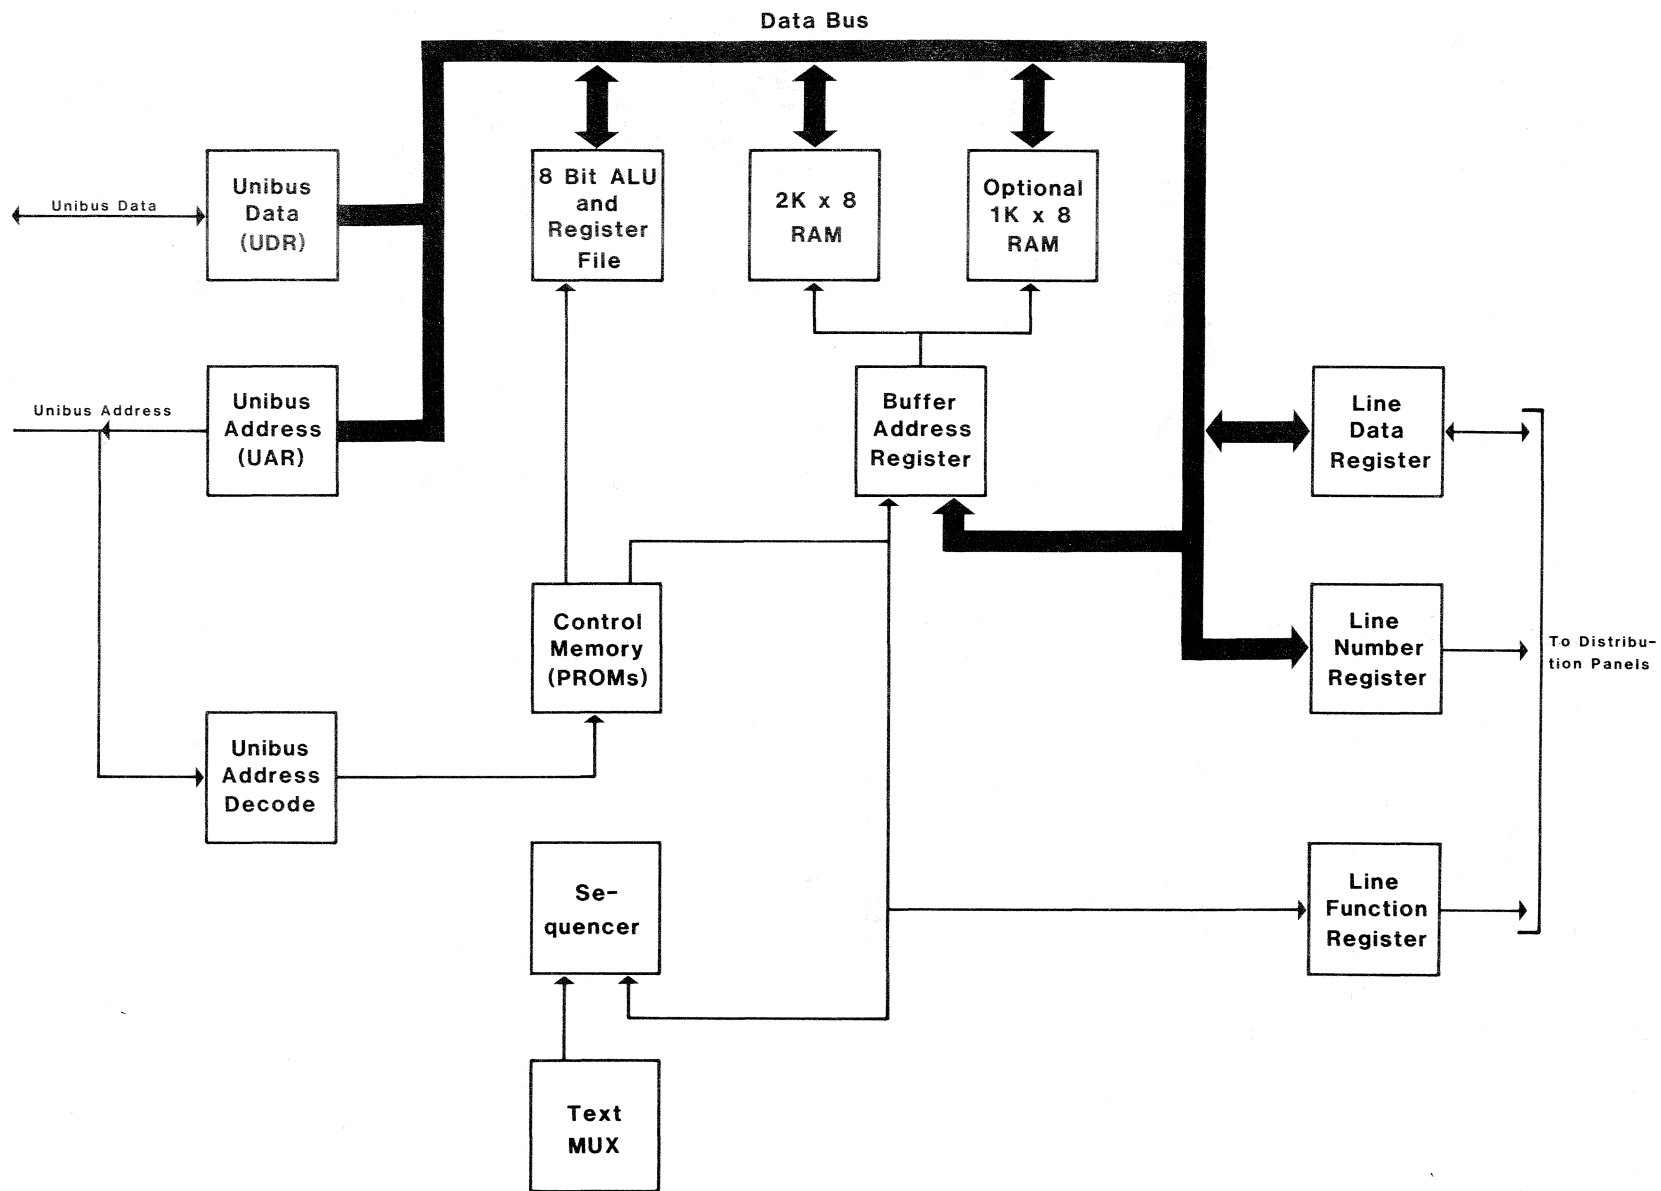 Data Bus
Unibus Data
Unibus
Data
(UDR)
8 Bit ALU
and
Register
File
2K x 8
RAM
Optional
1K x 8
RAM
Unibus Address
Unibus
Address
(UAR)
Buffer
Address
Register
Line
Data
Register
Control
Memory
(PROMs)
Line
Number
Register
To Distribu-
tion Panels
Unibus
Address
Decode
Se-
quencer
Line
Function
Register
Text
MUX